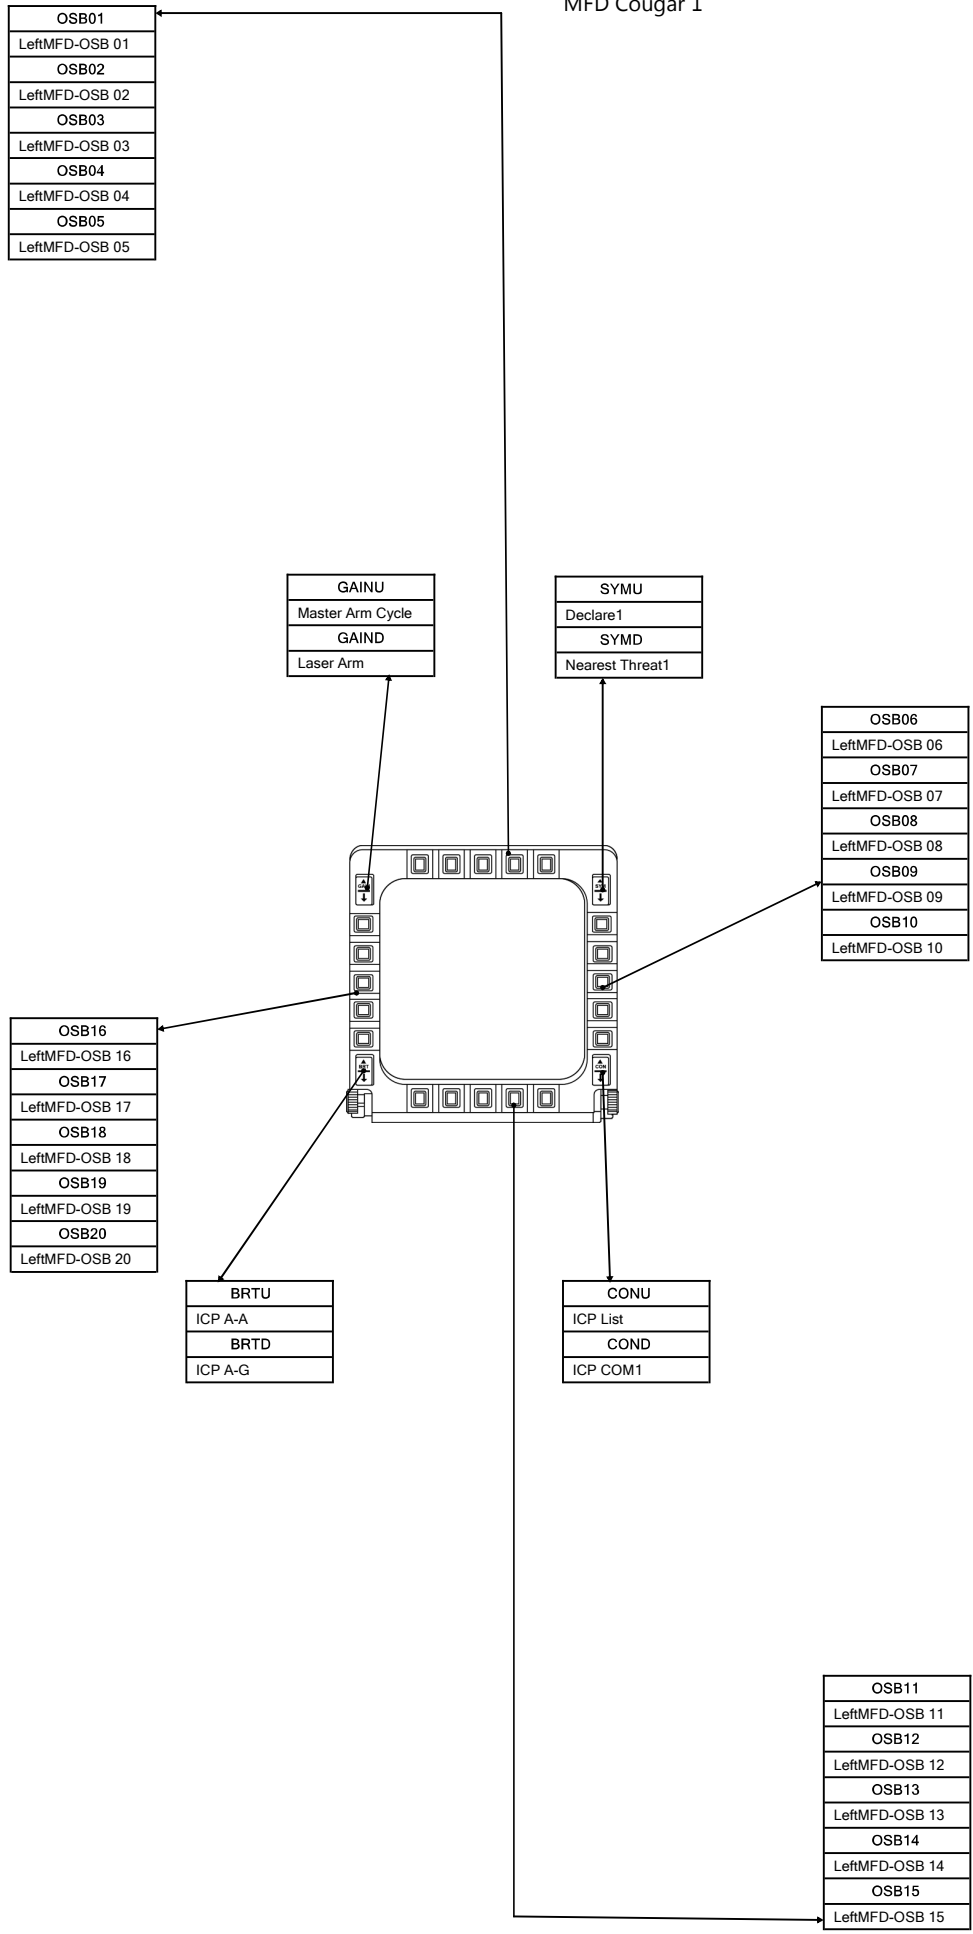 MFD Cougar 1
OSB01
LeftMFD-OSB 01
OSB02
LeftMFD-OSB 02
OSB03
LeftMFD-OSB 03
OSB04
LeftMFD-OSB 04
OSB05
LeftMFD-OSB 05
GAINU
Master Arm Cycle
GAIND
Laser Arm
SYMU
Declare1
SYMD
Nearest Threat1
OSB06
LeftMFD-OSB 06
OSB07
LeftMFD-OSB 07
OSB08
LeftMFD-OSB 08
OSB09
LeftMFD-OSB 09
OSB10
LeftMFD-OSB 10
OSB16
LeftMFD-OSB 16
OSB17
LeftMFD-OSB 17
OSB18
LeftMFD-OSB 18
OSB19
LeftMFD-OSB 19
OSB20
LeftMFD-OSB 20
CON
BRTU
ICP A-A
BRTD
ICP A-G
CONU
ICP List
COND
ICP COM1
OSB11
LeftMFD-OSB 11
OSB12
LeftMFD-OSB 12
OSB13
LeftMFD-OSB 13
OSB14
LeftMFD-OSB 14
OSB15
LeftMFD-OSB 15